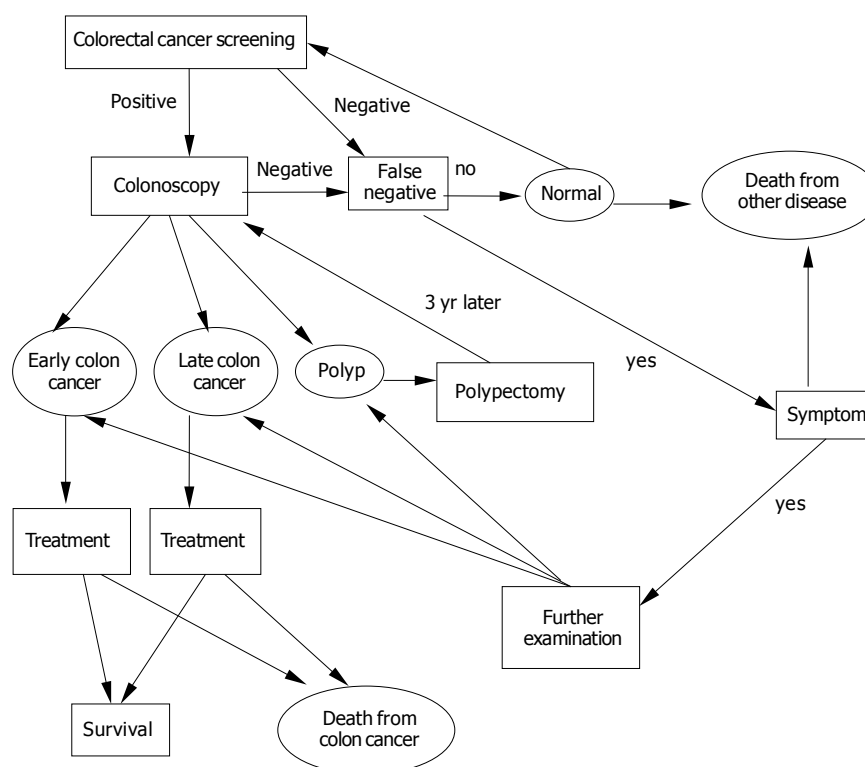 Colorectal cancer screening
Positive
Negative
Colonoscopy
Negative
False
negative
no
Normal
Death from
other disease
3 yr later
Early colon
cancer
Late colon
cancer
Polyp
Polypectomy
yes
Symptom
yes
Treatment
Treatment
Further
examination
Survival
Death from
colon cancer